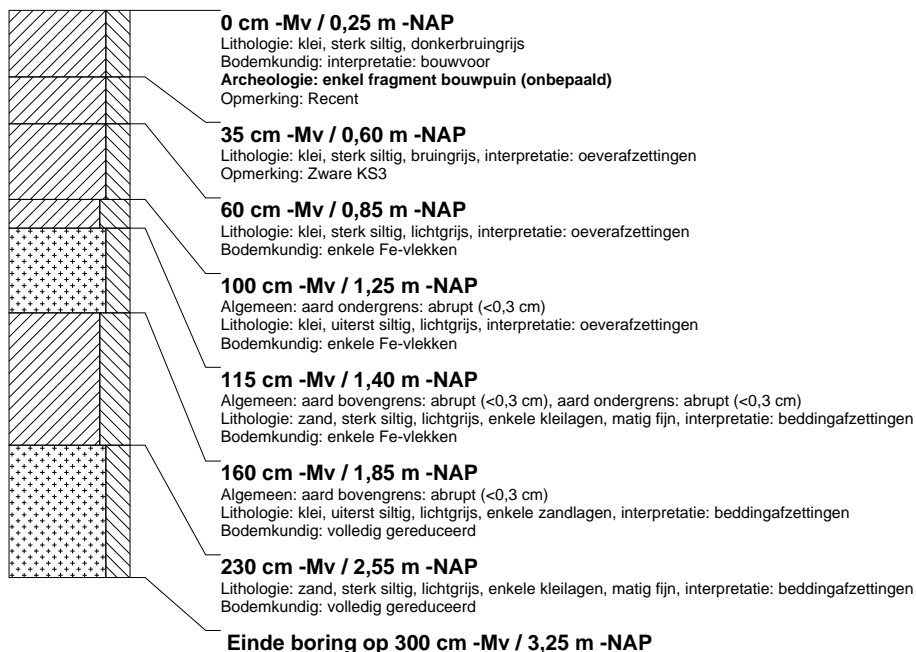 0 cm -Mv / 0,25 m -NAP
Lithologie: klei, sterk siltig, donkerbruingrijs
Bodemkundig: interpretatie: bouwvoor
Archeologie: enkel fragment bouwpuin (onbepaald)
Opmerking: Recent
35 cm -Mv / 0,60 m -NAP
Lithologie: klei, sterk siltig, bruingrijs, interpretatie: oeverafzettingen
Opmerking: Zware KS3
60 cm -Mv / 0,85 m -NAP
Lithologie: klei, sterk siltig, lichtgrijs, interpretatie: oeverafzettingen
Bodemkundig: enkele Fe-vlekken
100 cm -Mv / 1,25 m -NAP
Algemeen: aard ondergrens: abrupt (<0,3 cm)
Lithologie: klei, uiterst siltig, lichtgrijs, interpretatie: oeverafzettingen
Bodemkundig: enkele Fe-vlekken
115 cm -Mv / 1,40 m -NAP
Algemeen: aard bovengrens: abrupt (<0,3 cm), aard ondergrens: abrupt (<0,3 cm)
Lithologie: zand, sterk siltig, lichtgrijs, enkele kleilagen, matig fijn, interpretatie: beddingafzettingen
Bodemkundig: enkele Fe-vlekken
160 cm -Mv / 1,85 m -NAP
Algemeen: aard bovengrens: abrupt (<0,3 cm)
Lithologie: klei, uiterst siltig, lichtgrijs, enkele zandlagen, interpretatie: beddingafzettingen
Bodemkundig: volledig gereduceerd
230 cm -Mv / 2,55 m -NAP
Lithologie: zand, sterk siltig, lichtgrijs, enkele kleilagen, matig fijn, interpretatie: beddingafzettingen
Bodemkundig: volledig gereduceerd
Einde boring op 300 cm -Mv / 3,25 m -NAP